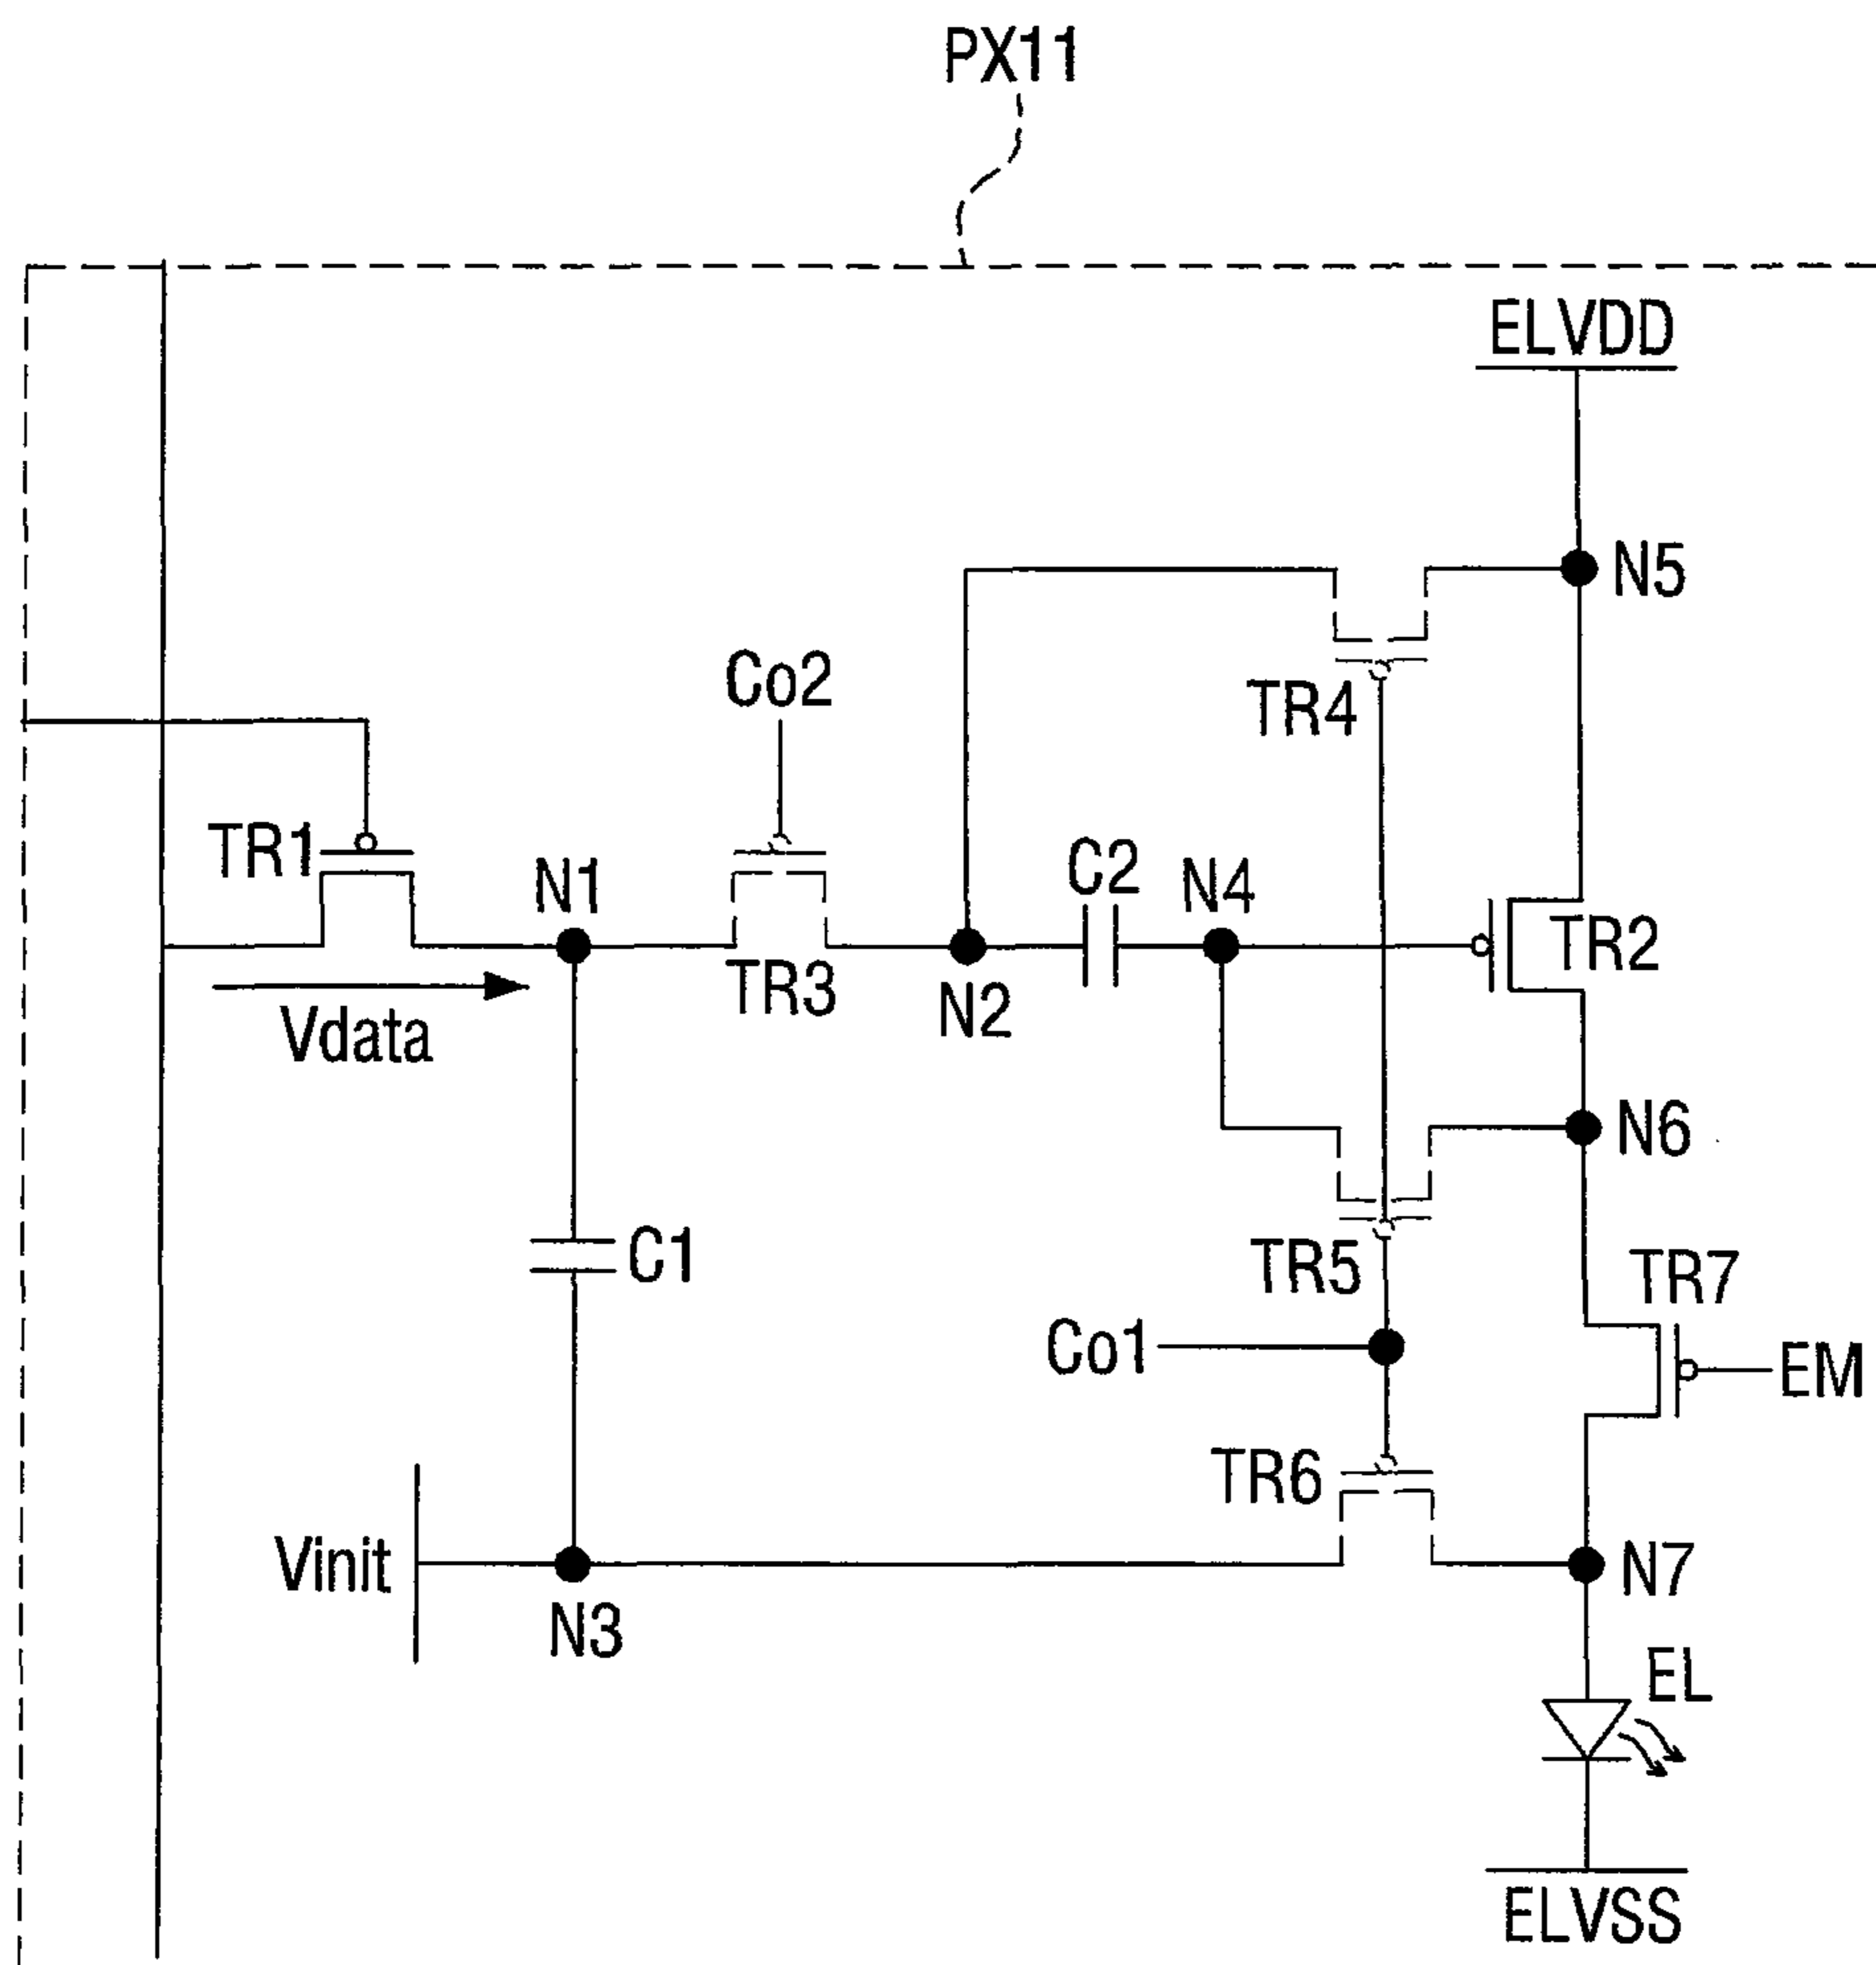 PX11
ELVDD
N5
Co2
TR4
TR1
N1
C2
N4
TR2
TR3
N2
Vdata
N6
C1
TR5
TR7
Co1
EM
TR6
Vinit
N7
N3
EL
ELVSS